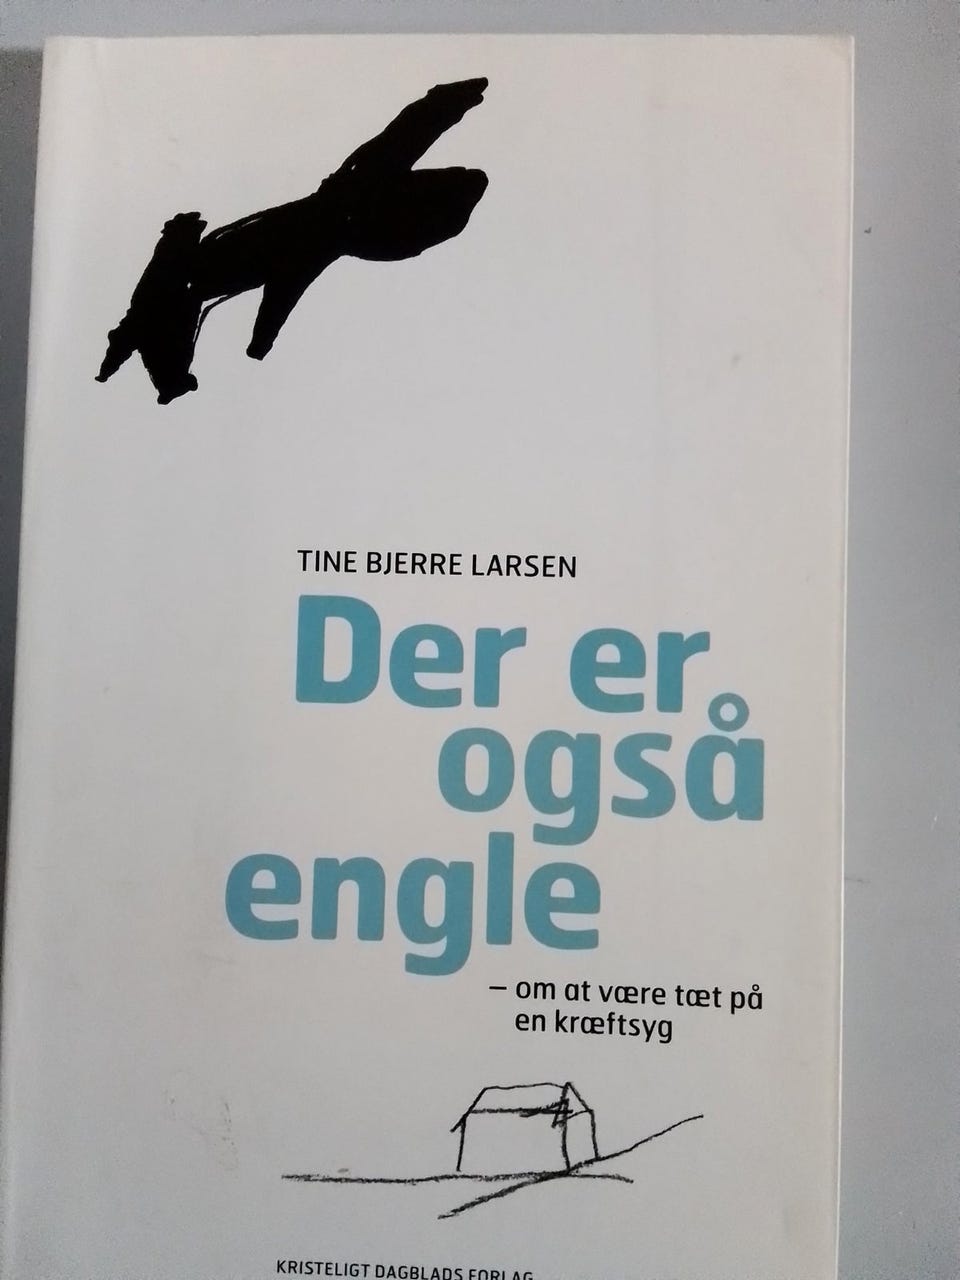 TINE BJERRE LARSEN
Der er
også
engle
– om at være tæt på
en kræftsyg
KRISTELIGT DAGBLADS FORLAG